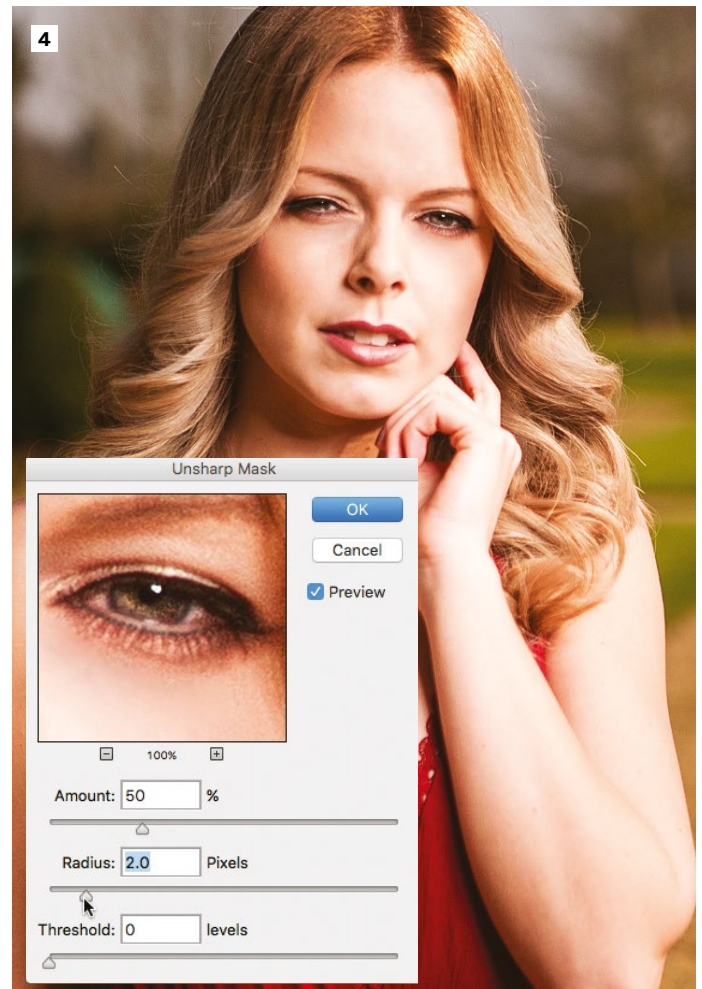 4
Unsharp Mask
OK
Cancel
Preview
100%
Amount: 50 %
Radius: 2.0 Pixels
Threshold: 0 levels